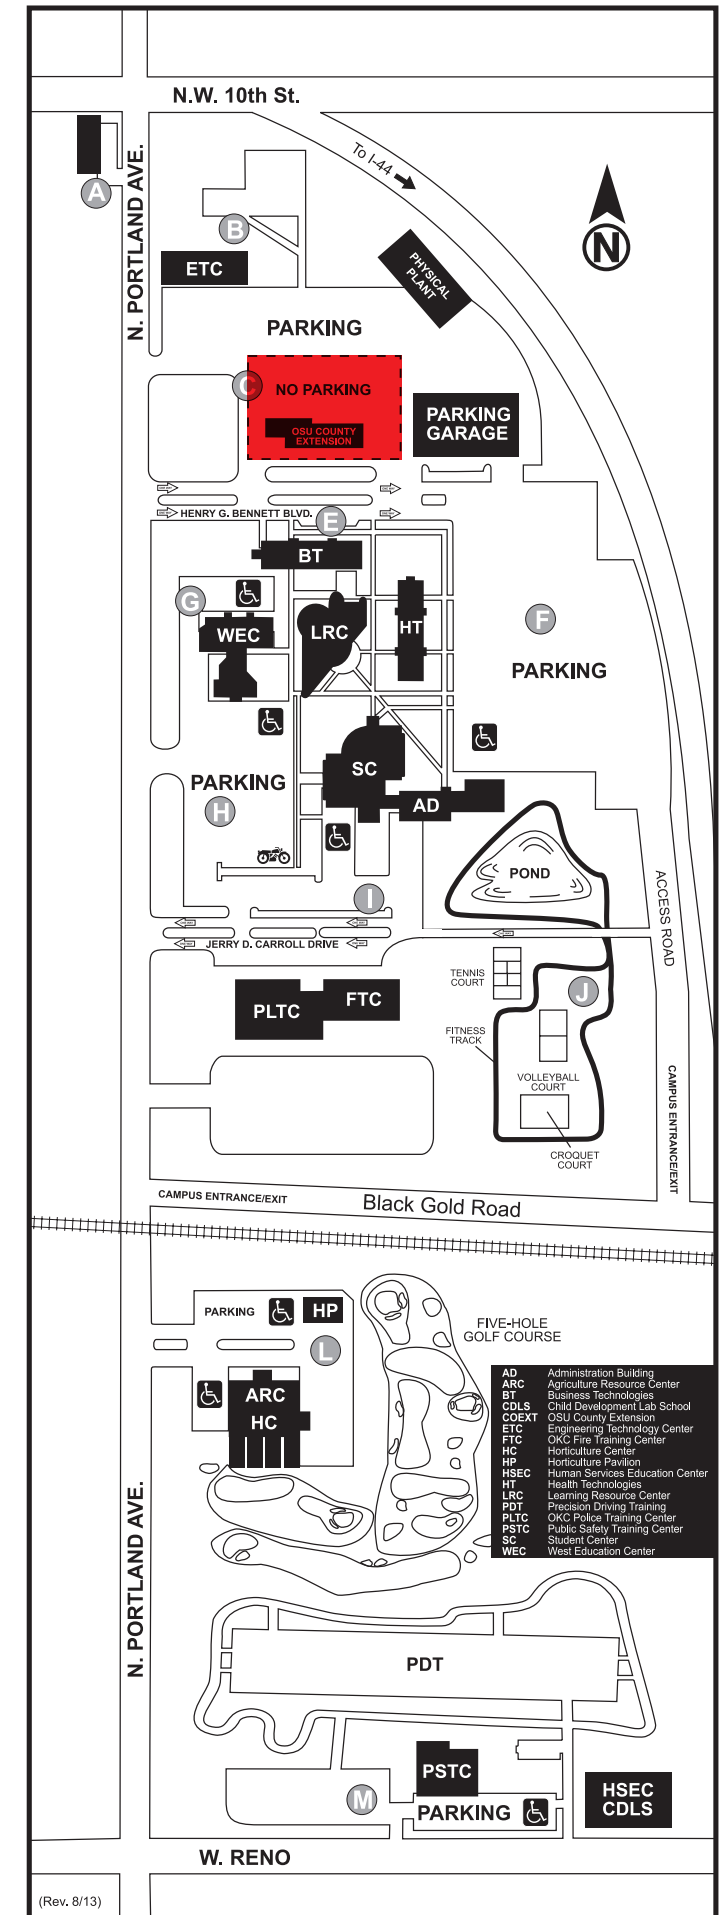 N.W. 10th St.
To I-44
N. PORTLAND AVE.
A
B
N
ETC
PHYSICAL
PLANT
PARKING
C
NO PARKING
OSU COUNTY
EXTENSION
PARKING
GARAGE
HENRY G. BENNETT BLVD.
E
BT
G
WEC
LRC
HT
F
PARKING
SC
PARKING
H
AD
POND
ACCESS ROAD
I
JERRY D. CARROLL DRIVE
TENNIS
COURT
J
PLTC
FTC
FITNESS
TRACK
VOLLEYBALL
COURT
CROQUET
COURT
CAMPUS ENTRANCE/EXIT
CAMPUS ENTRANCE/EXIT
Black Gold Road
PARKING
HP
L
FIVE-HOLE
GOLF COURSE
ARC
HC
AD Administration Building
ARC Agriculture Resource Center
BT Business Technologies
CDLS Child Development Lab School
COEXT OSU County Extension
ETC Engineering Technology Center
FTC OKC Fire Training Center
HC Horticulture Center
HP Horticulture Pavilion
HSEC Human Services Education Center
HT Health Technologies
LRC Learning Resource Center
PDT Precision Driving Training
PLTC OKC Police Training Center
PSTC Public Safety Training Center
SC Student Center
WEC West Education Center
N. PORTLAND AVE.
PDT
PSTC
M
PARKING
HSEC
CDLS
W. RENO
(Rev. 8/13)